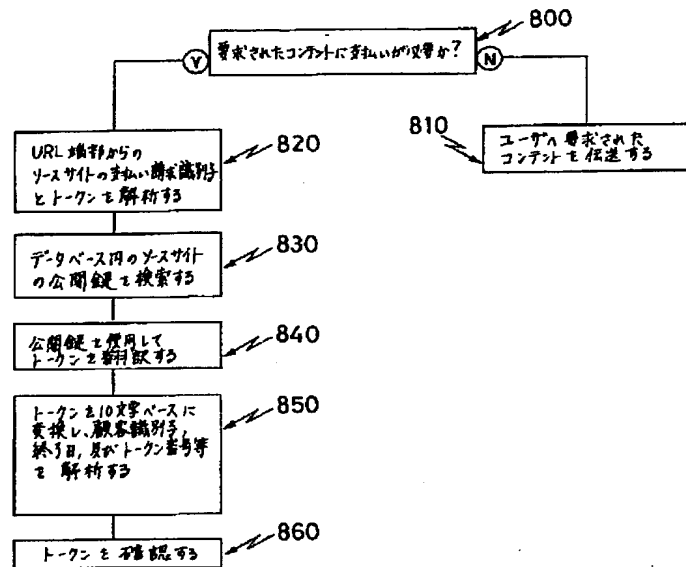 800
要求されたコンテントに支払いが必要か?
Y
N
820
URL 端部からの
ソースサイトの支払い請求識別子
とトークンを解析する
810
ユーザへ要求された
コンテントを伝送する
830
データベース内のソースサイト
の公開鍵を検索する
840
公開鍵を使用して
トークンを翻訳する
850
トークンを10文字ベースに
変換し、顧客識別子,
終了日,及びトークン番号等
を解析する
860
トークンを確認する